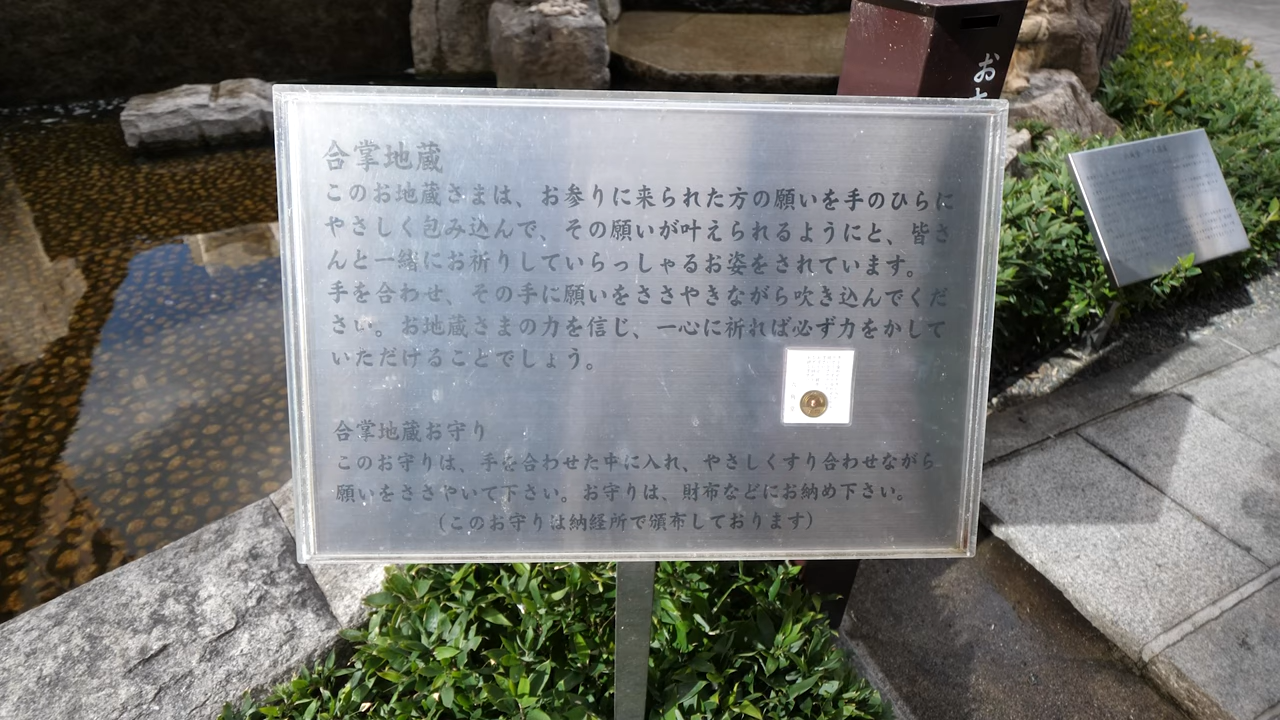 合掌地蔵
このお地蔵さまは、お参りに来られた方の願いを手のひらに
やさしく包み込んで、その願いが叶えられるようにと、皆さ
んと一緒にお祈りしていらっしゃるお姿をされています。
手を合わせ、その手に願いをささやきながら吹き込んでくだ
さい。お地蔵さまの力を信じ、一心に祈れば必ず力をかして
いただけることでしょう。
合掌地蔵お守り
このお守りは、手を合わせた中に入れ、やさしくすり合わせながら
願いをささやいて下さい。お守りは、財布などにお納め下さい。
（このお守りは納経所で頒布しております）
お